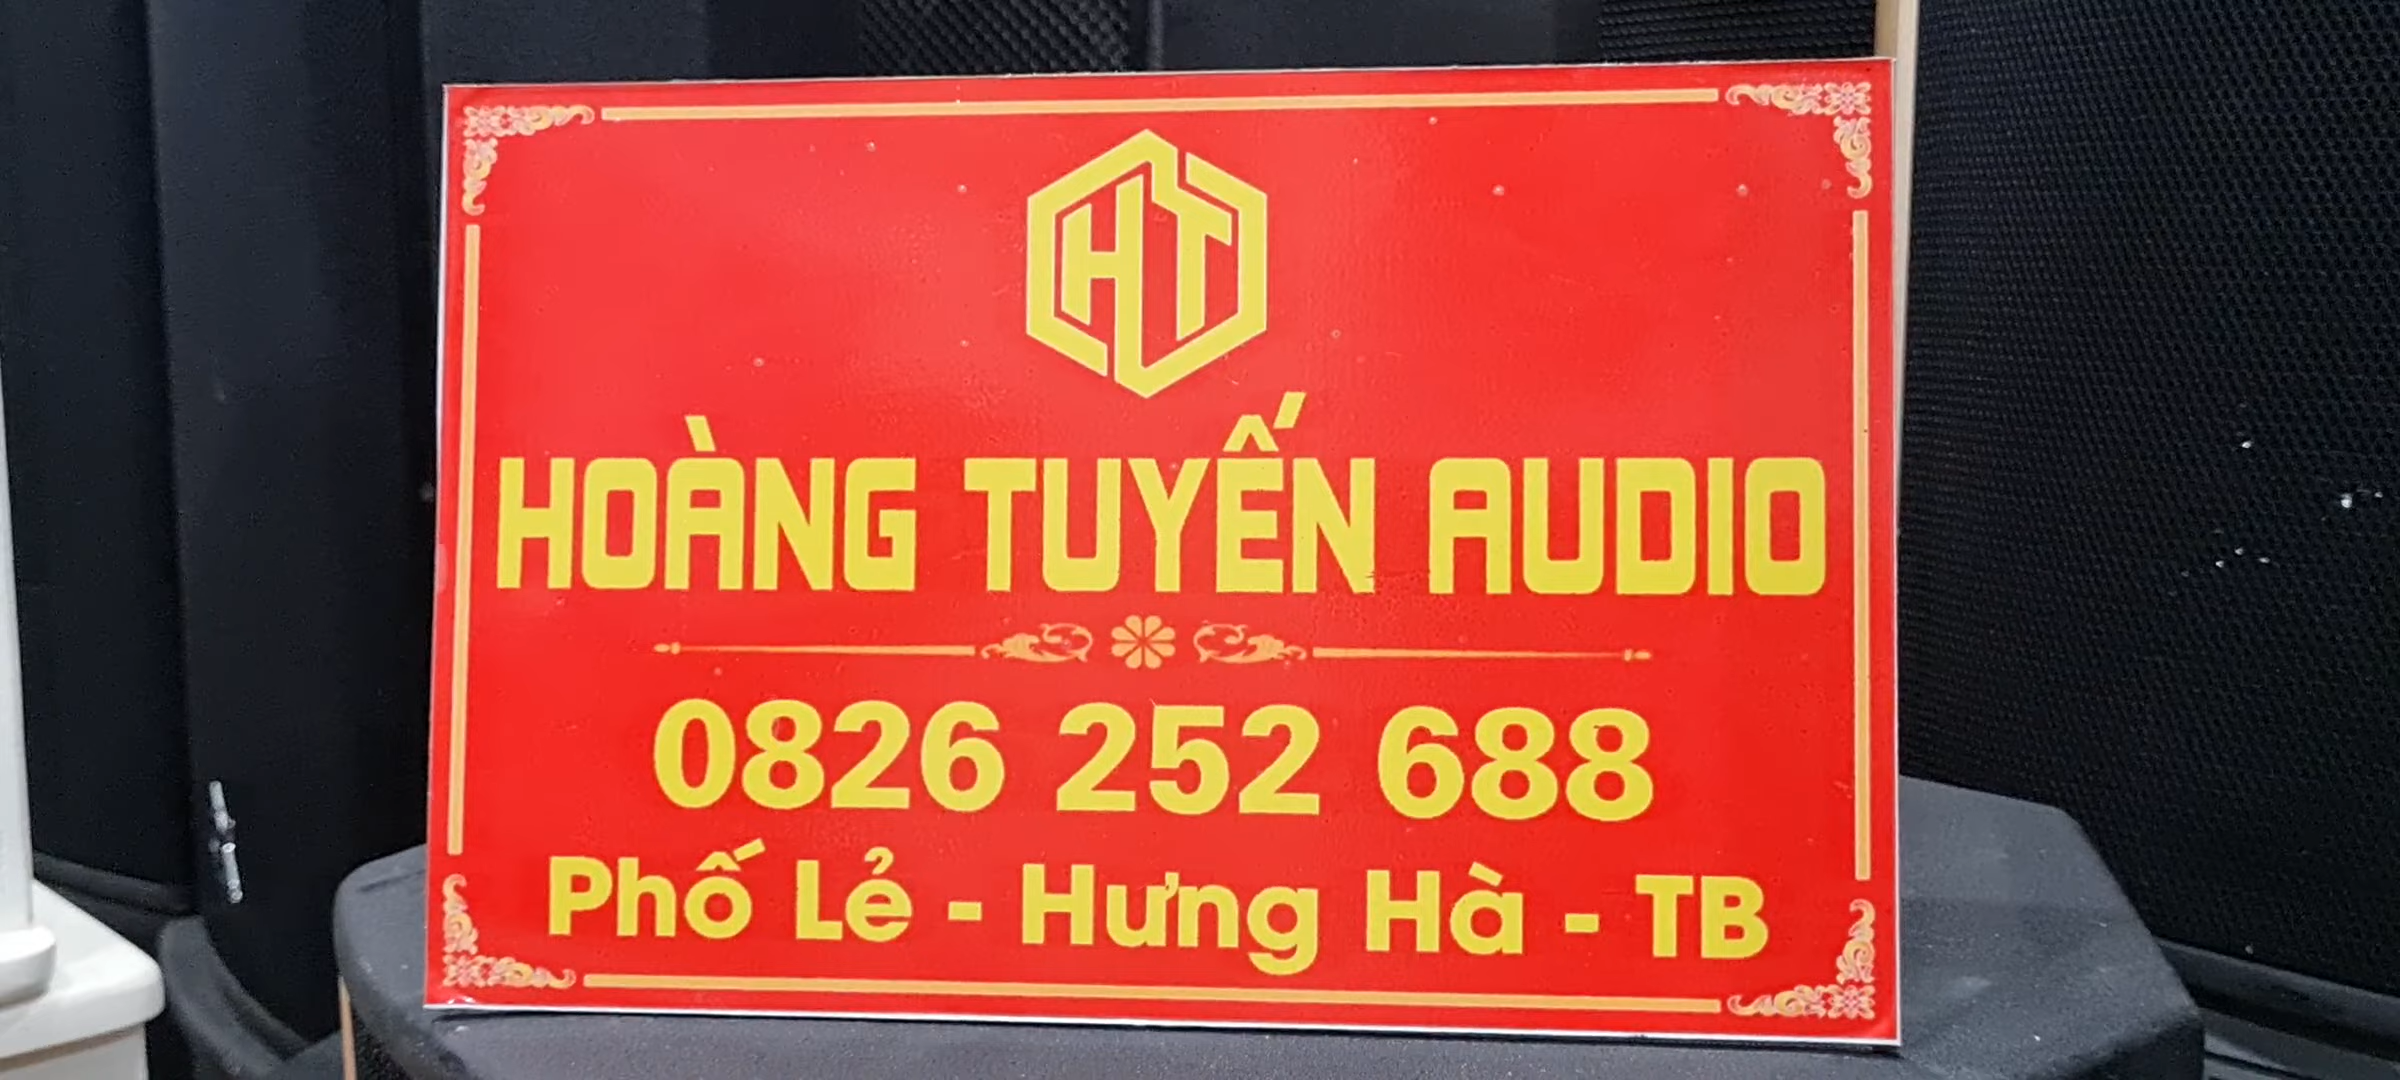 HT
HOÀNG TUYẾN AUDIO
0826 252 688
Phố Lẻ - Hưng Hà - TB